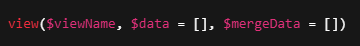 view($viewName, $data = [], $mergeData = [])